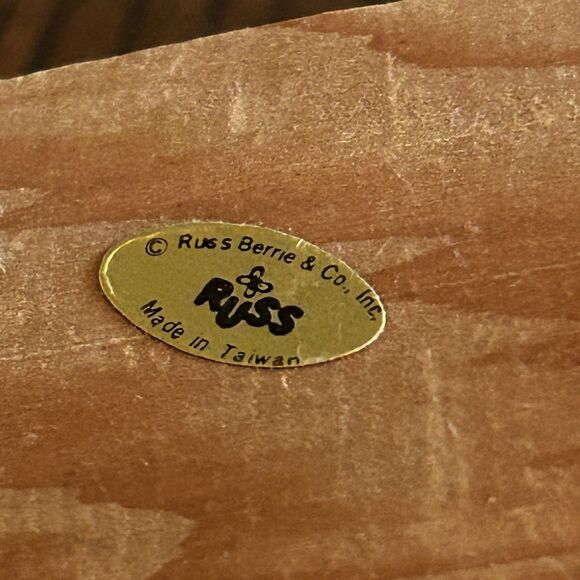 © Russ Berrie & Co., Inc.
RUSS
Made in Taiwan